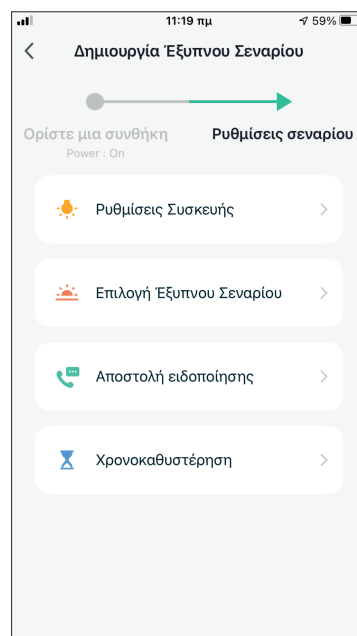 11:19 πμ
59%
Δημιουργία Έξυπνου Σεναρίου
Ορίστε μια συνθήκη
Ρυθμίσεις σεναρίου
Power : On
Ρυθμίσεις Συσκευής
Επιλογή Έξυπνου Σεναρίου
Αποστολή ειδοποίησης
Χρονοκαθυστέρηση